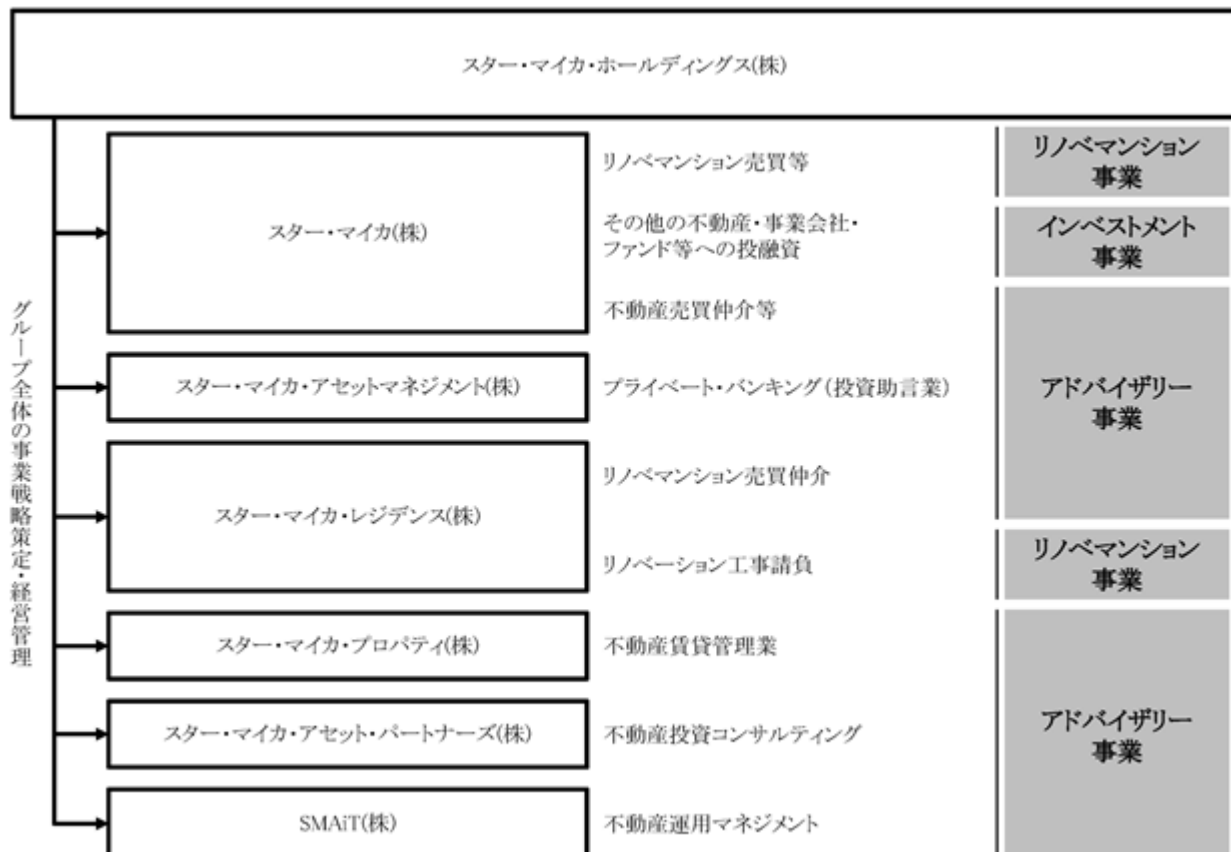 スター・マイカ・ホールディングス(株)
グループ全体の事業戦略策定・経営管理
スター・マイカ(株)
リノベマンション売買等
リノベマンション
事業
その他の不動産・事業会社・
ファンド等への投融資
インベストメント
事業
不動産売買仲介等
スター・マイカ・アセットマネジメント(株)
プライベート・バンキング(投資助言業)
アドバイザリー
事業
スター・マイカ・レジデンス(株)
リノベマンション売買仲介
リノベーション工事請負
リノベマンション
事業
スター・マイカ・プロパティ(株)
不動産賃貸管理業
スター・マイカ・アセット・パートナーズ(株)
不動産投資コンサルティング
アドバイザリー
事業
SMAiT(株)
不動産運用マネジメント